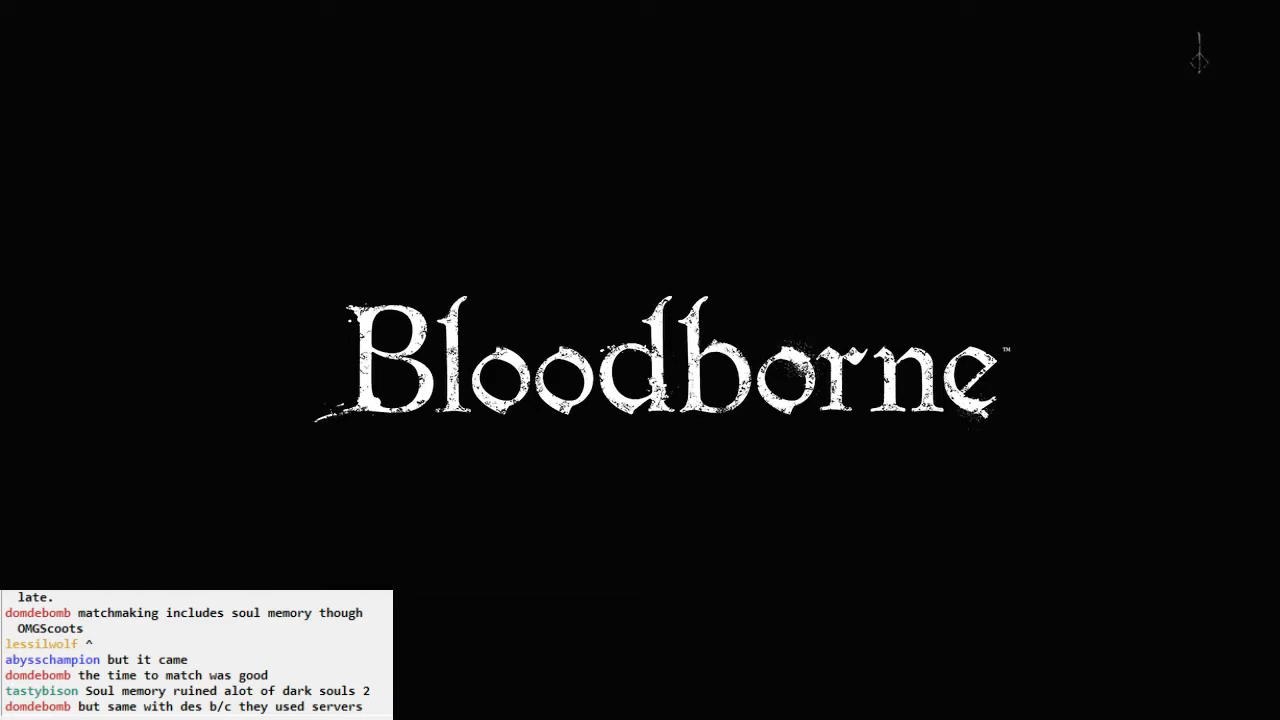 Bloodborne™
late.
domdebomb matchmaking includes soul memory though
OMGScoots
lessilwolf ^
abysschampion but it came
domdebomb the time to match was good
tastybison Soul memory ruined alot of dark souls 2
domdebomb but same with des b/c they used servers